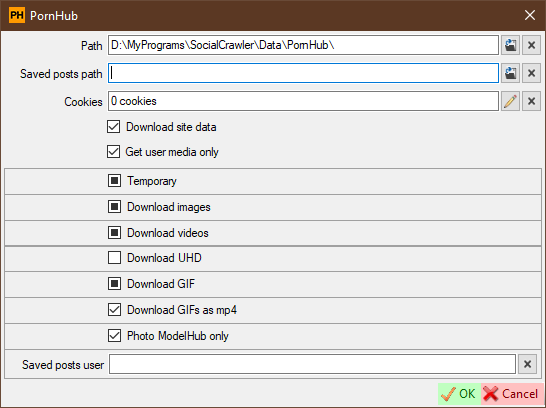 PH PornHub
Path D:\MyPrograms\SocialCrawler\Data\PornHub\
Saved posts path
Cookies 0 cookies
Download site data
Get user media only
Temporary
Download images
Download videos
Download UHD
Download GIF
Download GIFs as mp4
Photo ModelHub only
Saved posts user
OK Cancel